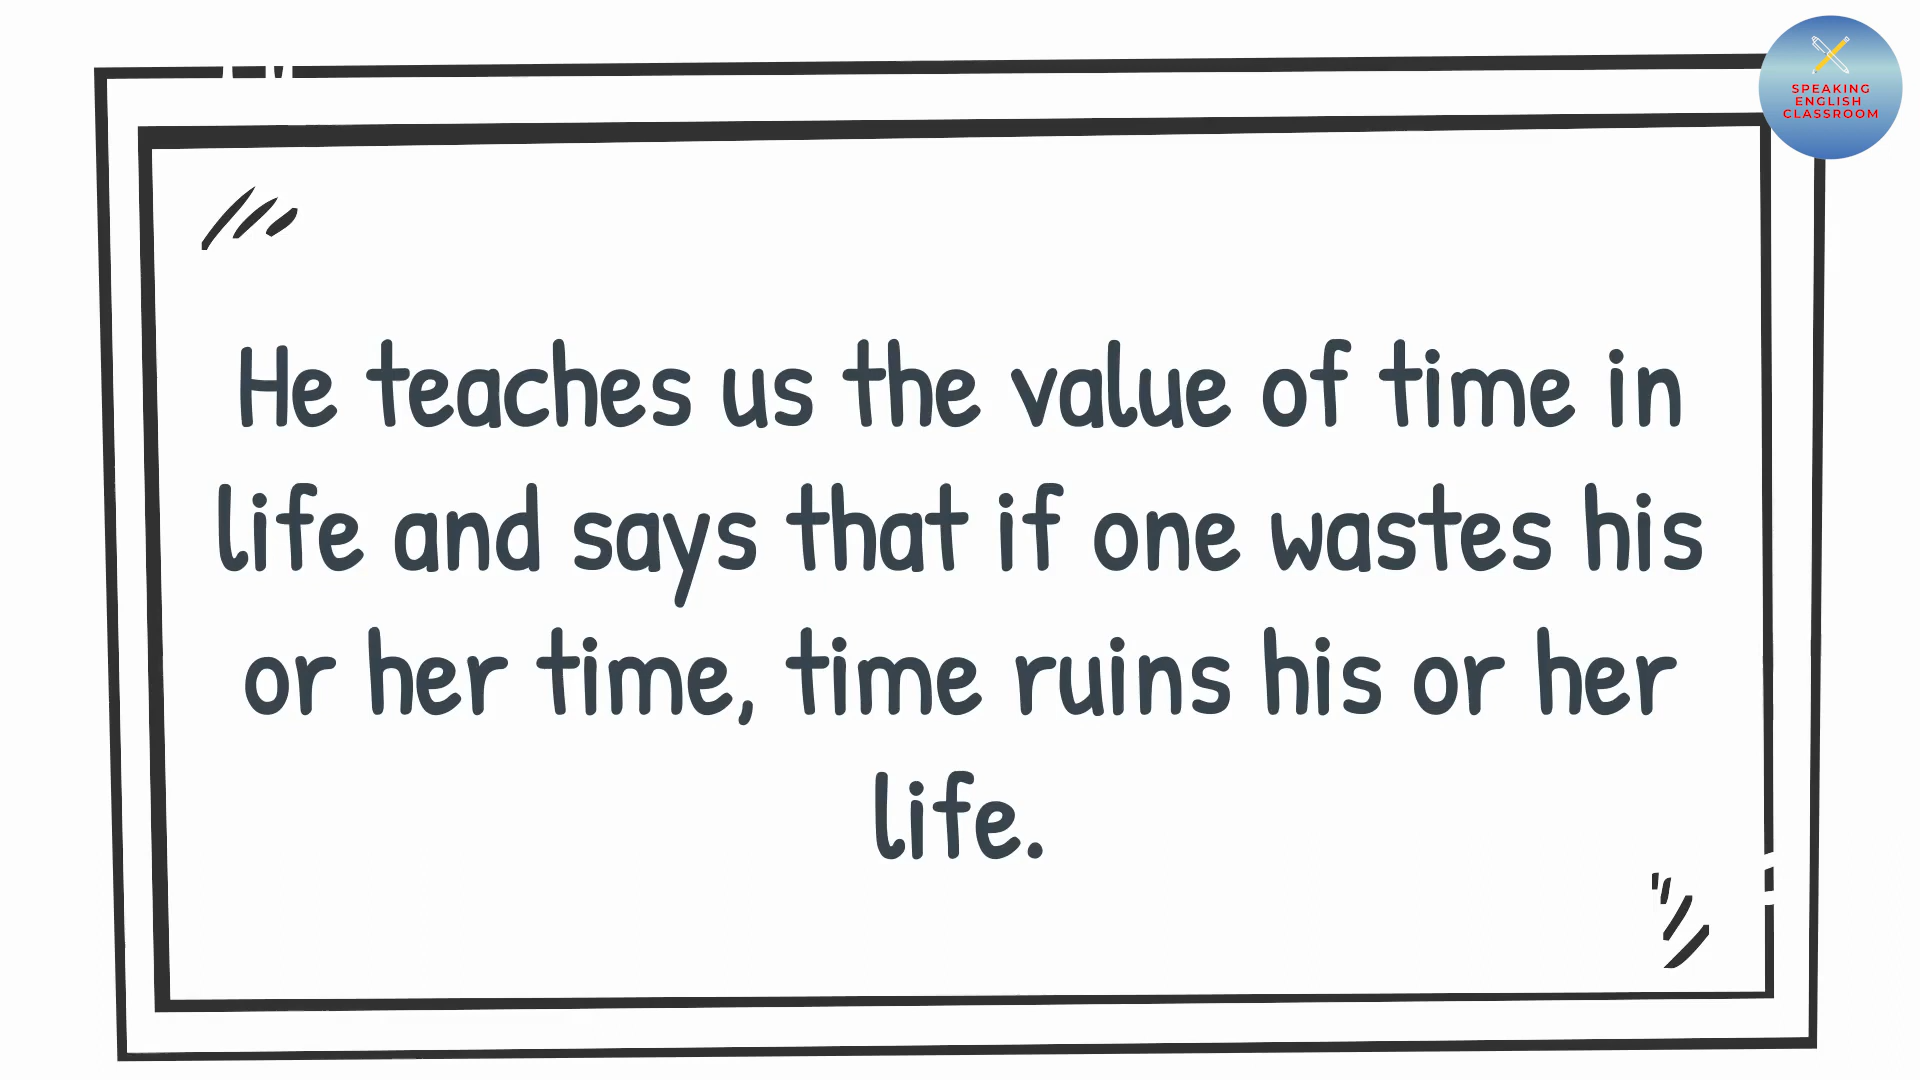 SPEAKING
ENGLISH
CLASSROOM
He teaches us the value of time in
life and says that if one wastes his
or her time, time ruins his or her
life.